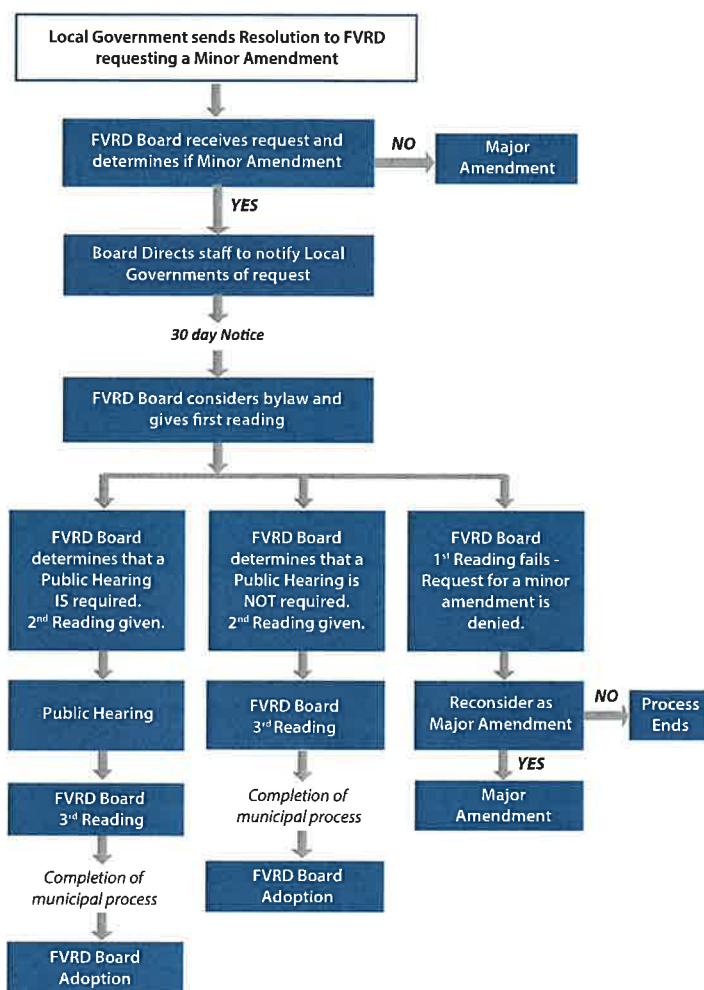 Local Government sends Resolution to FVRD
requesting a Minor Amendment
FVRD Board receives request and
determines if Minor Amendment
NO
Major
Amendment
YES
Board Directs staff to notify Local
Governments of request
30 day Notice
FVRD Board considers bylaw and
gives first reading
FVRD Board
determines that a
Public Hearing
IS required.
2nd Reading given.
FVRD Board
determines that a
Public Hearing is
NOT required.
2nd Reading given.
FVRD Board
1st Reading fails -
Request for a minor
amendment is
denied.
Public Hearing
FVRD Board
3rd Reading
Reconsider as
Major Amendment
NO
Process
Ends
YES
FVRD Board
3rd Reading
Completion of
municipal process
Major
Amendment
Completion of
municipal process
FVRD Board
Adoption
FVRD Board
Adoption